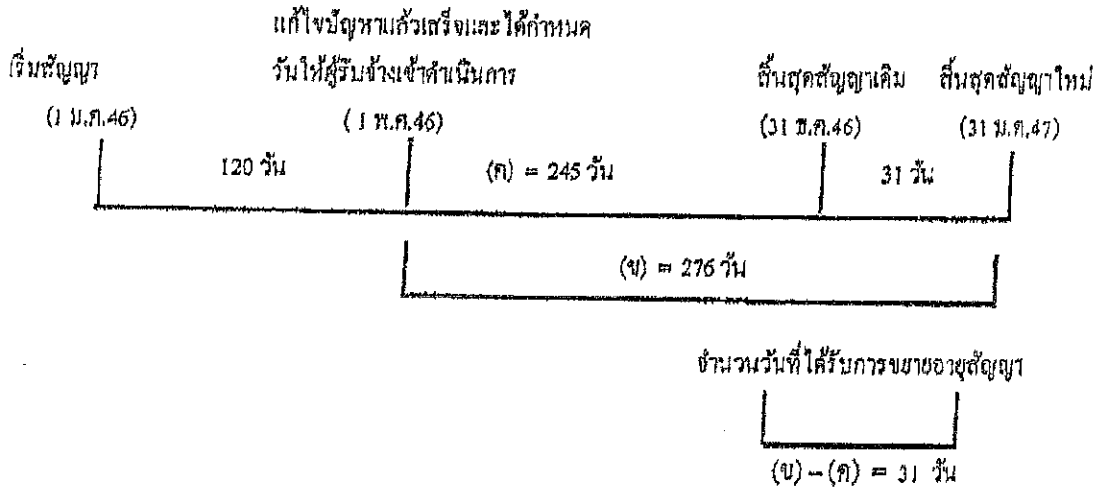 แก้ไขปัญหาแล้วเสร็จและได้กำหนด
เริ่มสัญญา
วันให้ผู้รับจ้างเข้าดำเนินการ
สิ้นสุดสัญญาเดิม
สิ้นสุดสัญญาใหม่
(1 ม.ค.46)
(1 พ.ค.46)
(31 ธ.ค.46)
(31 ม.ค.47)
120 วัน
(ค) = 245 วัน
31 วัน
(ข) = 276 วัน
จำนวนวันที่ได้รับการขยายอายุสัญญา
(ข) – (ค) = 31 วัน